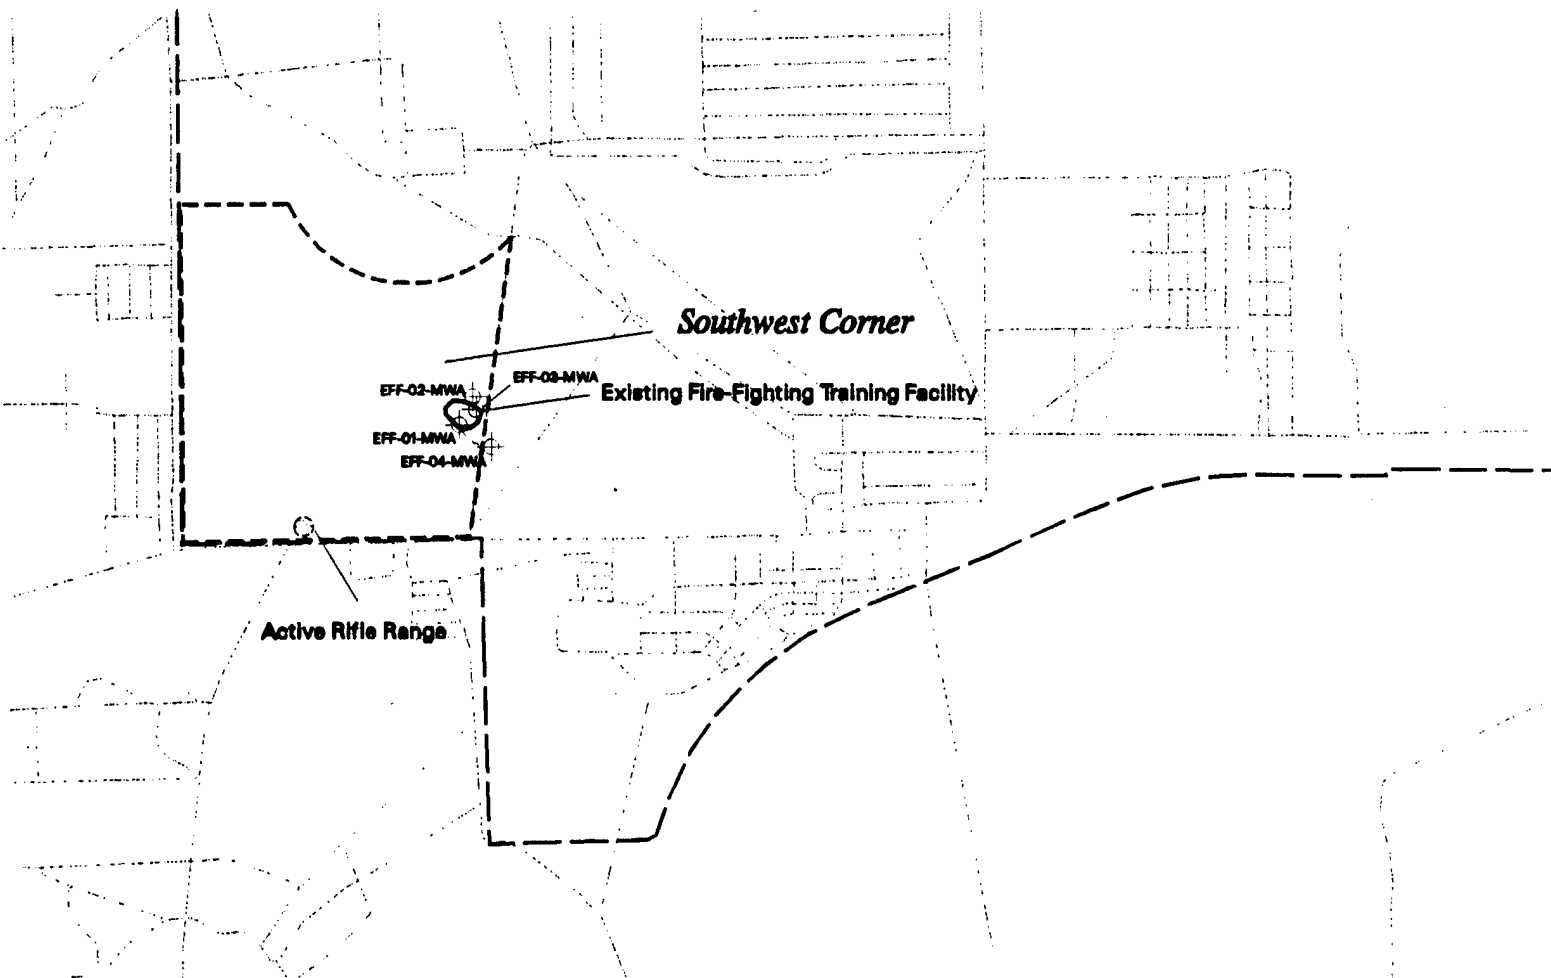 Southwest Corner
EFF-02-MWA
EFF-03-MWA
Existing Fire-Fighting Training Facility
EFF-01-MWA
EFF-04-MWA
Active Rifle Range